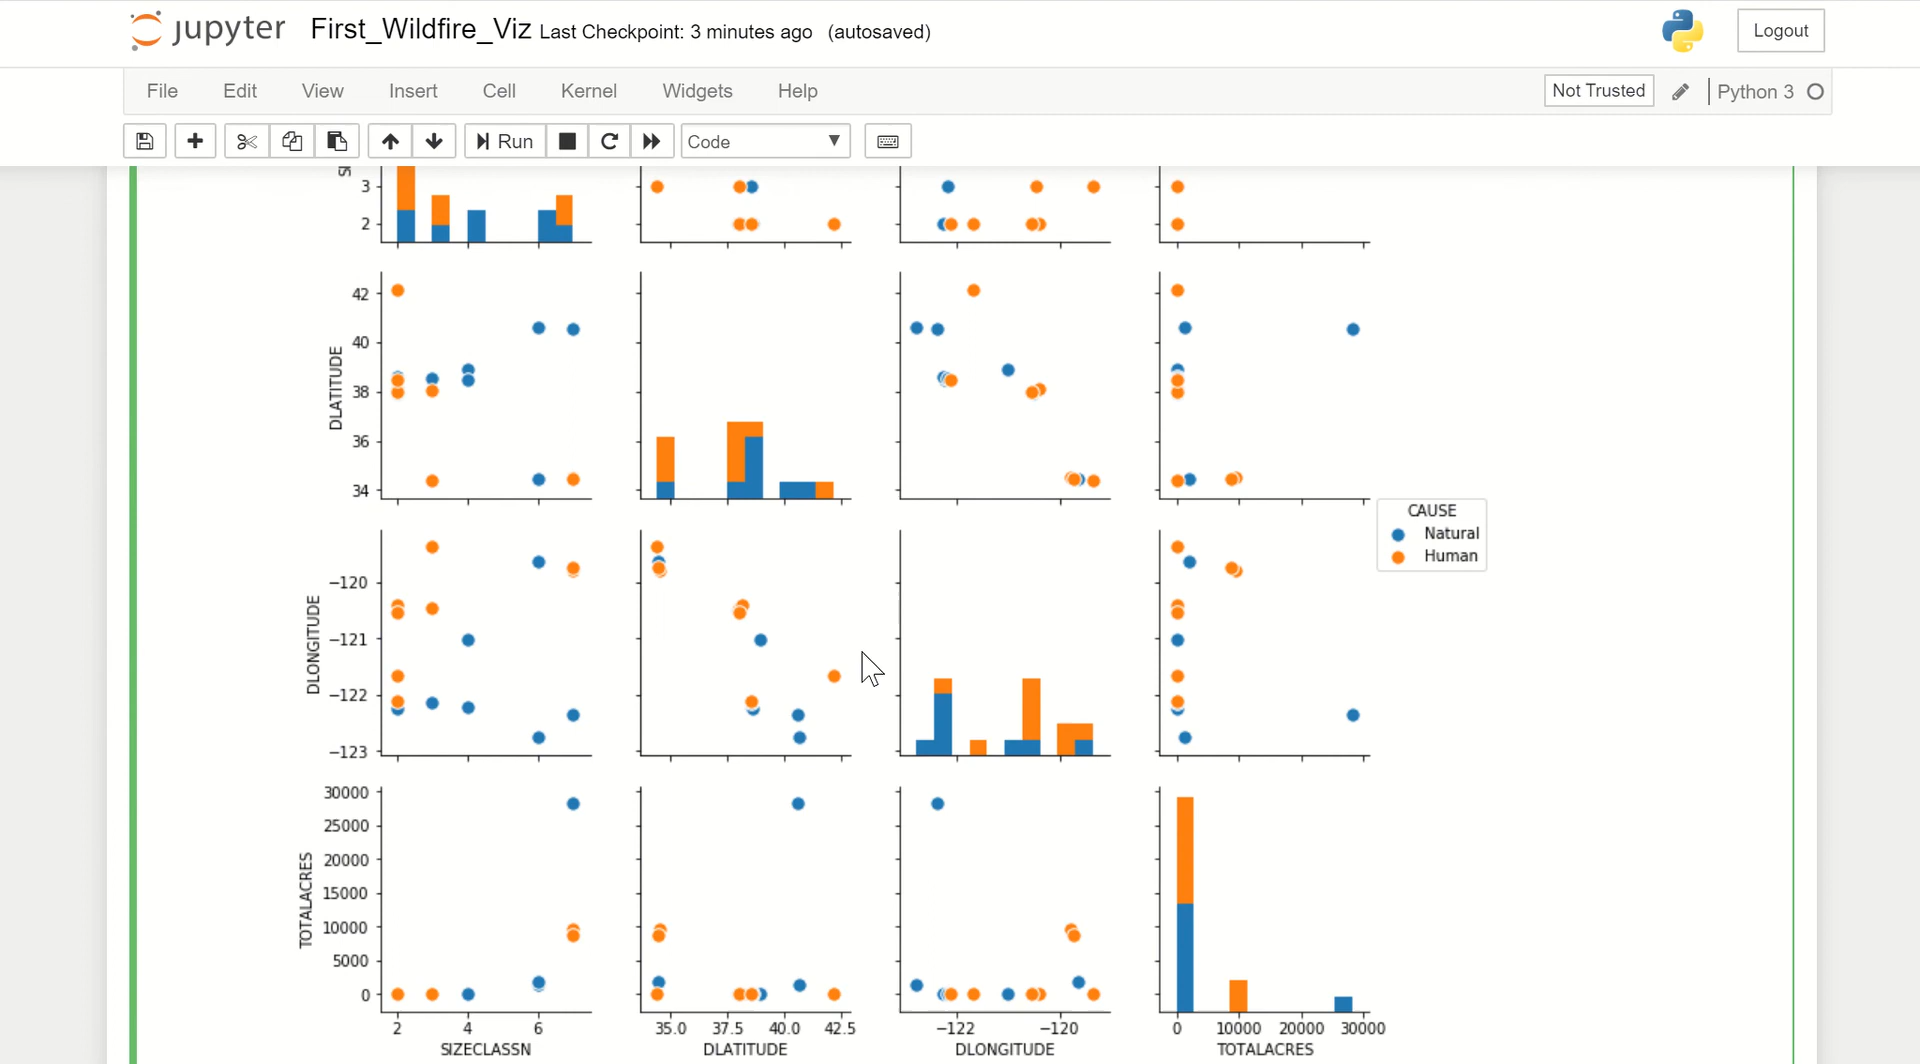 jupyter First_Wildfire_Viz Last Checkpoint: 3 minutes ago (autosaved)
Logout
File Edit View Insert Cell Kernel Widgets Help
Not Trusted Python 3
Run Code
3
2
42
40
38
36
34
DLATITUDE
CAUSE
Natural
Human
−120
−121
−122
−123
DLONGITUDE
30000
25000
20000
15000
10000
5000
0
TOTALACRES
2 4 6 35.0 37.5 40.0 42.5 −122 −120 0 10000 20000 30000
SIZECLASSN DLATITUDE DLONGITUDE TOTALACRES